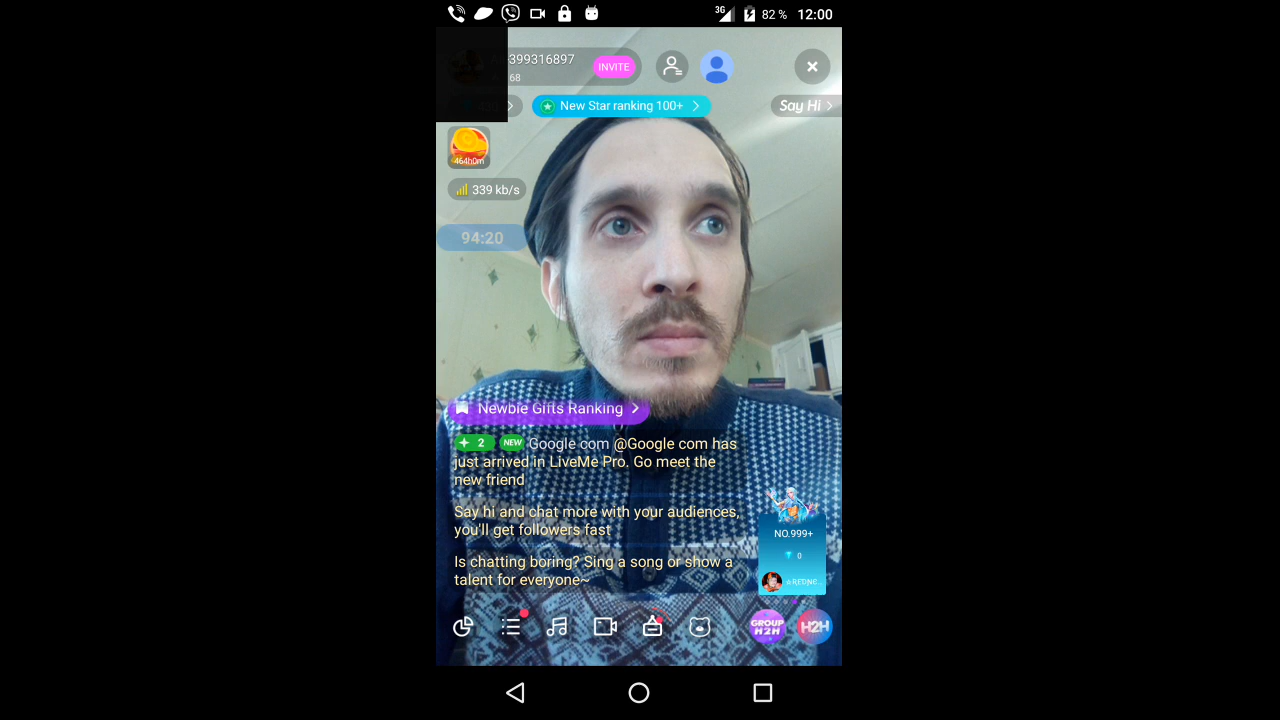 3G 82 % 12:00
399316897
68
INVITE
New Star ranking 100+
Say Hi
464h0m
339 kb/s
94:20
Newbie Gifts Ranking
2 NEW Google com @Google com has
just arrived in LiveMe Pro. Go meet the
new friend
Say hi and chat more with your audiences,
you'll get followers fast
Is chatting boring? Sing a song or show a
talent for everyone~
NO.999+
0
☆REDNE...
GROUP
H2H
H2H